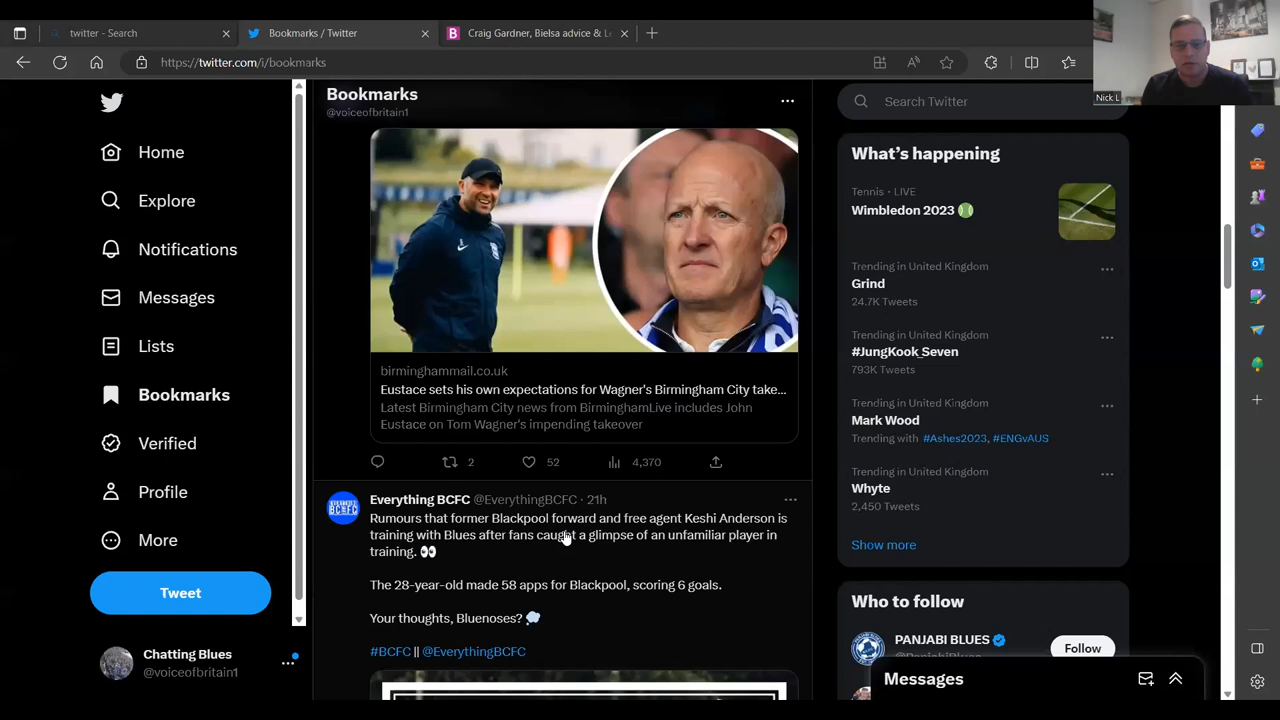 twitter - Search
Bookmarks / Twitter
Craig Gardner, Bielsa advice & Le
https://twitter.com/i/bookmarks
Nick L
Home
Explore
Notifications
Messages
Lists
Bookmarks
Verified
Profile
More
Tweet
Chatting Blues
@voiceofbritain1
Bookmarks
@voiceofbritain1
birminghammail.co.uk
Eustace sets his own expectations for Wagner's Birmingham City take...
Latest Birmingham City news from BirminghamLive includes John
Eustace on Tom Wagner's impending takeover
2 52 4,370
Everything BCFC @EverythingBCFC · 21h
Rumours that former Blackpool forward and free agent Keshi Anderson is
training with Blues after fans caught a glimpse of an unfamiliar player in
training. 👀
The 28-year-old made 58 apps for Blackpool, scoring 6 goals.
Your thoughts, Bluenoses? 💭
#BCFC || @EverythingBCFC
Search Twitter
What's happening
Tennis · LIVE
Wimbledon 2023
Trending in United Kingdom
Grind
24.7K Tweets
Trending in United Kingdom
#JungKook_Seven
793K Tweets
Trending in United Kingdom
Mark Wood
Trending with #Ashes2023, #ENGvAUS
Trending in United Kingdom
Whyte
2,450 Tweets
Show more
Who to follow
PANJABI BLUES
Follow
Messages